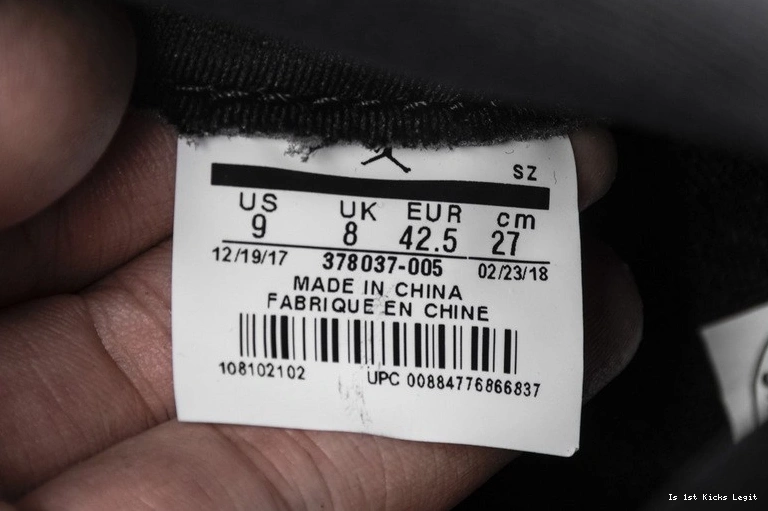 SZ
US UK EUR cm
9 8 42.5 27
12/19/17 378037-005 02/23/18
MADE IN CHINA
FABRIQUE EN CHINE
108102102 UPC 00884776866837
Is 1st Kicks Legit